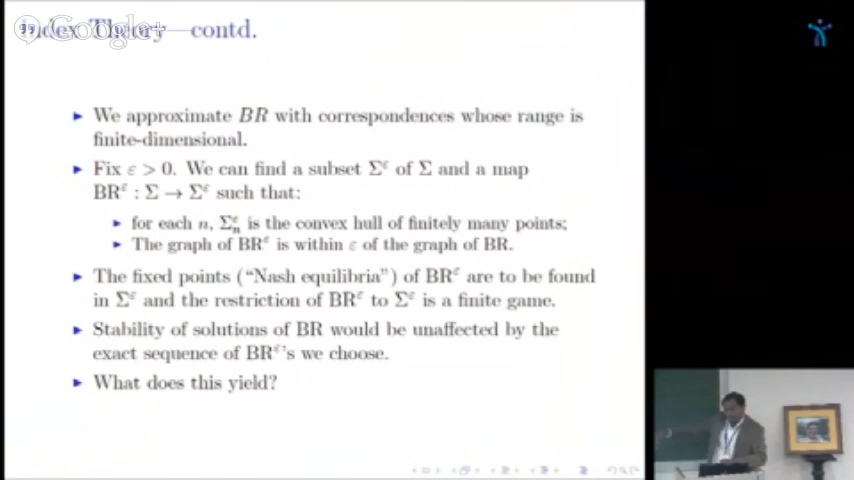 Index Theory—contd.
Google+
► We approximate BR with correspondences whose range is
finite-dimensional.
► Fix ε > 0. We can find a subset Σ^ε of Σ and a map
BR^ε : Σ → Σ^ε such that:
► for each n, Σ_n^ε is the convex hull of finitely many points;
► The graph of BR^ε is within ε of the graph of BR.
► The fixed points (“Nash equilibria”) of BR^ε are to be found
in Σ^ε and the restriction of BR^ε to Σ^ε is a finite game.
► Stability of solutions of BR would be unaffected by the
exact sequence of BR^ε's we choose.
► What does this yield?